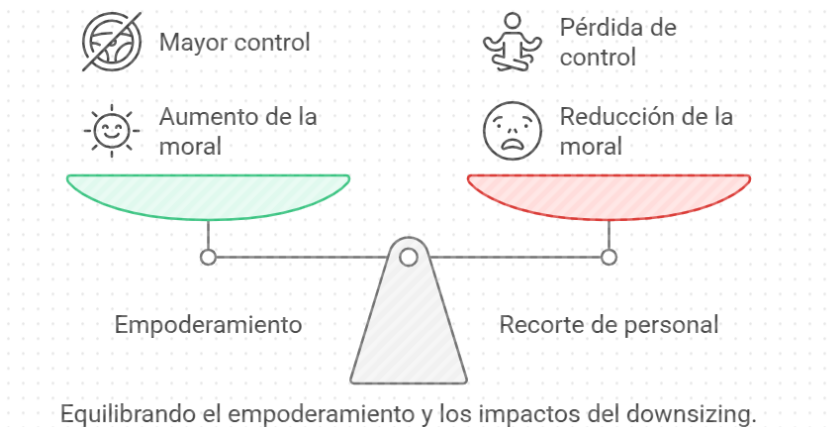 Mayor control
Aumento de la
moral
Pérdida de
control
Reducción de la
moral
Empoderamiento
Recorte de personal
Equilibrando el empoderamiento y los impactos del downsizing.